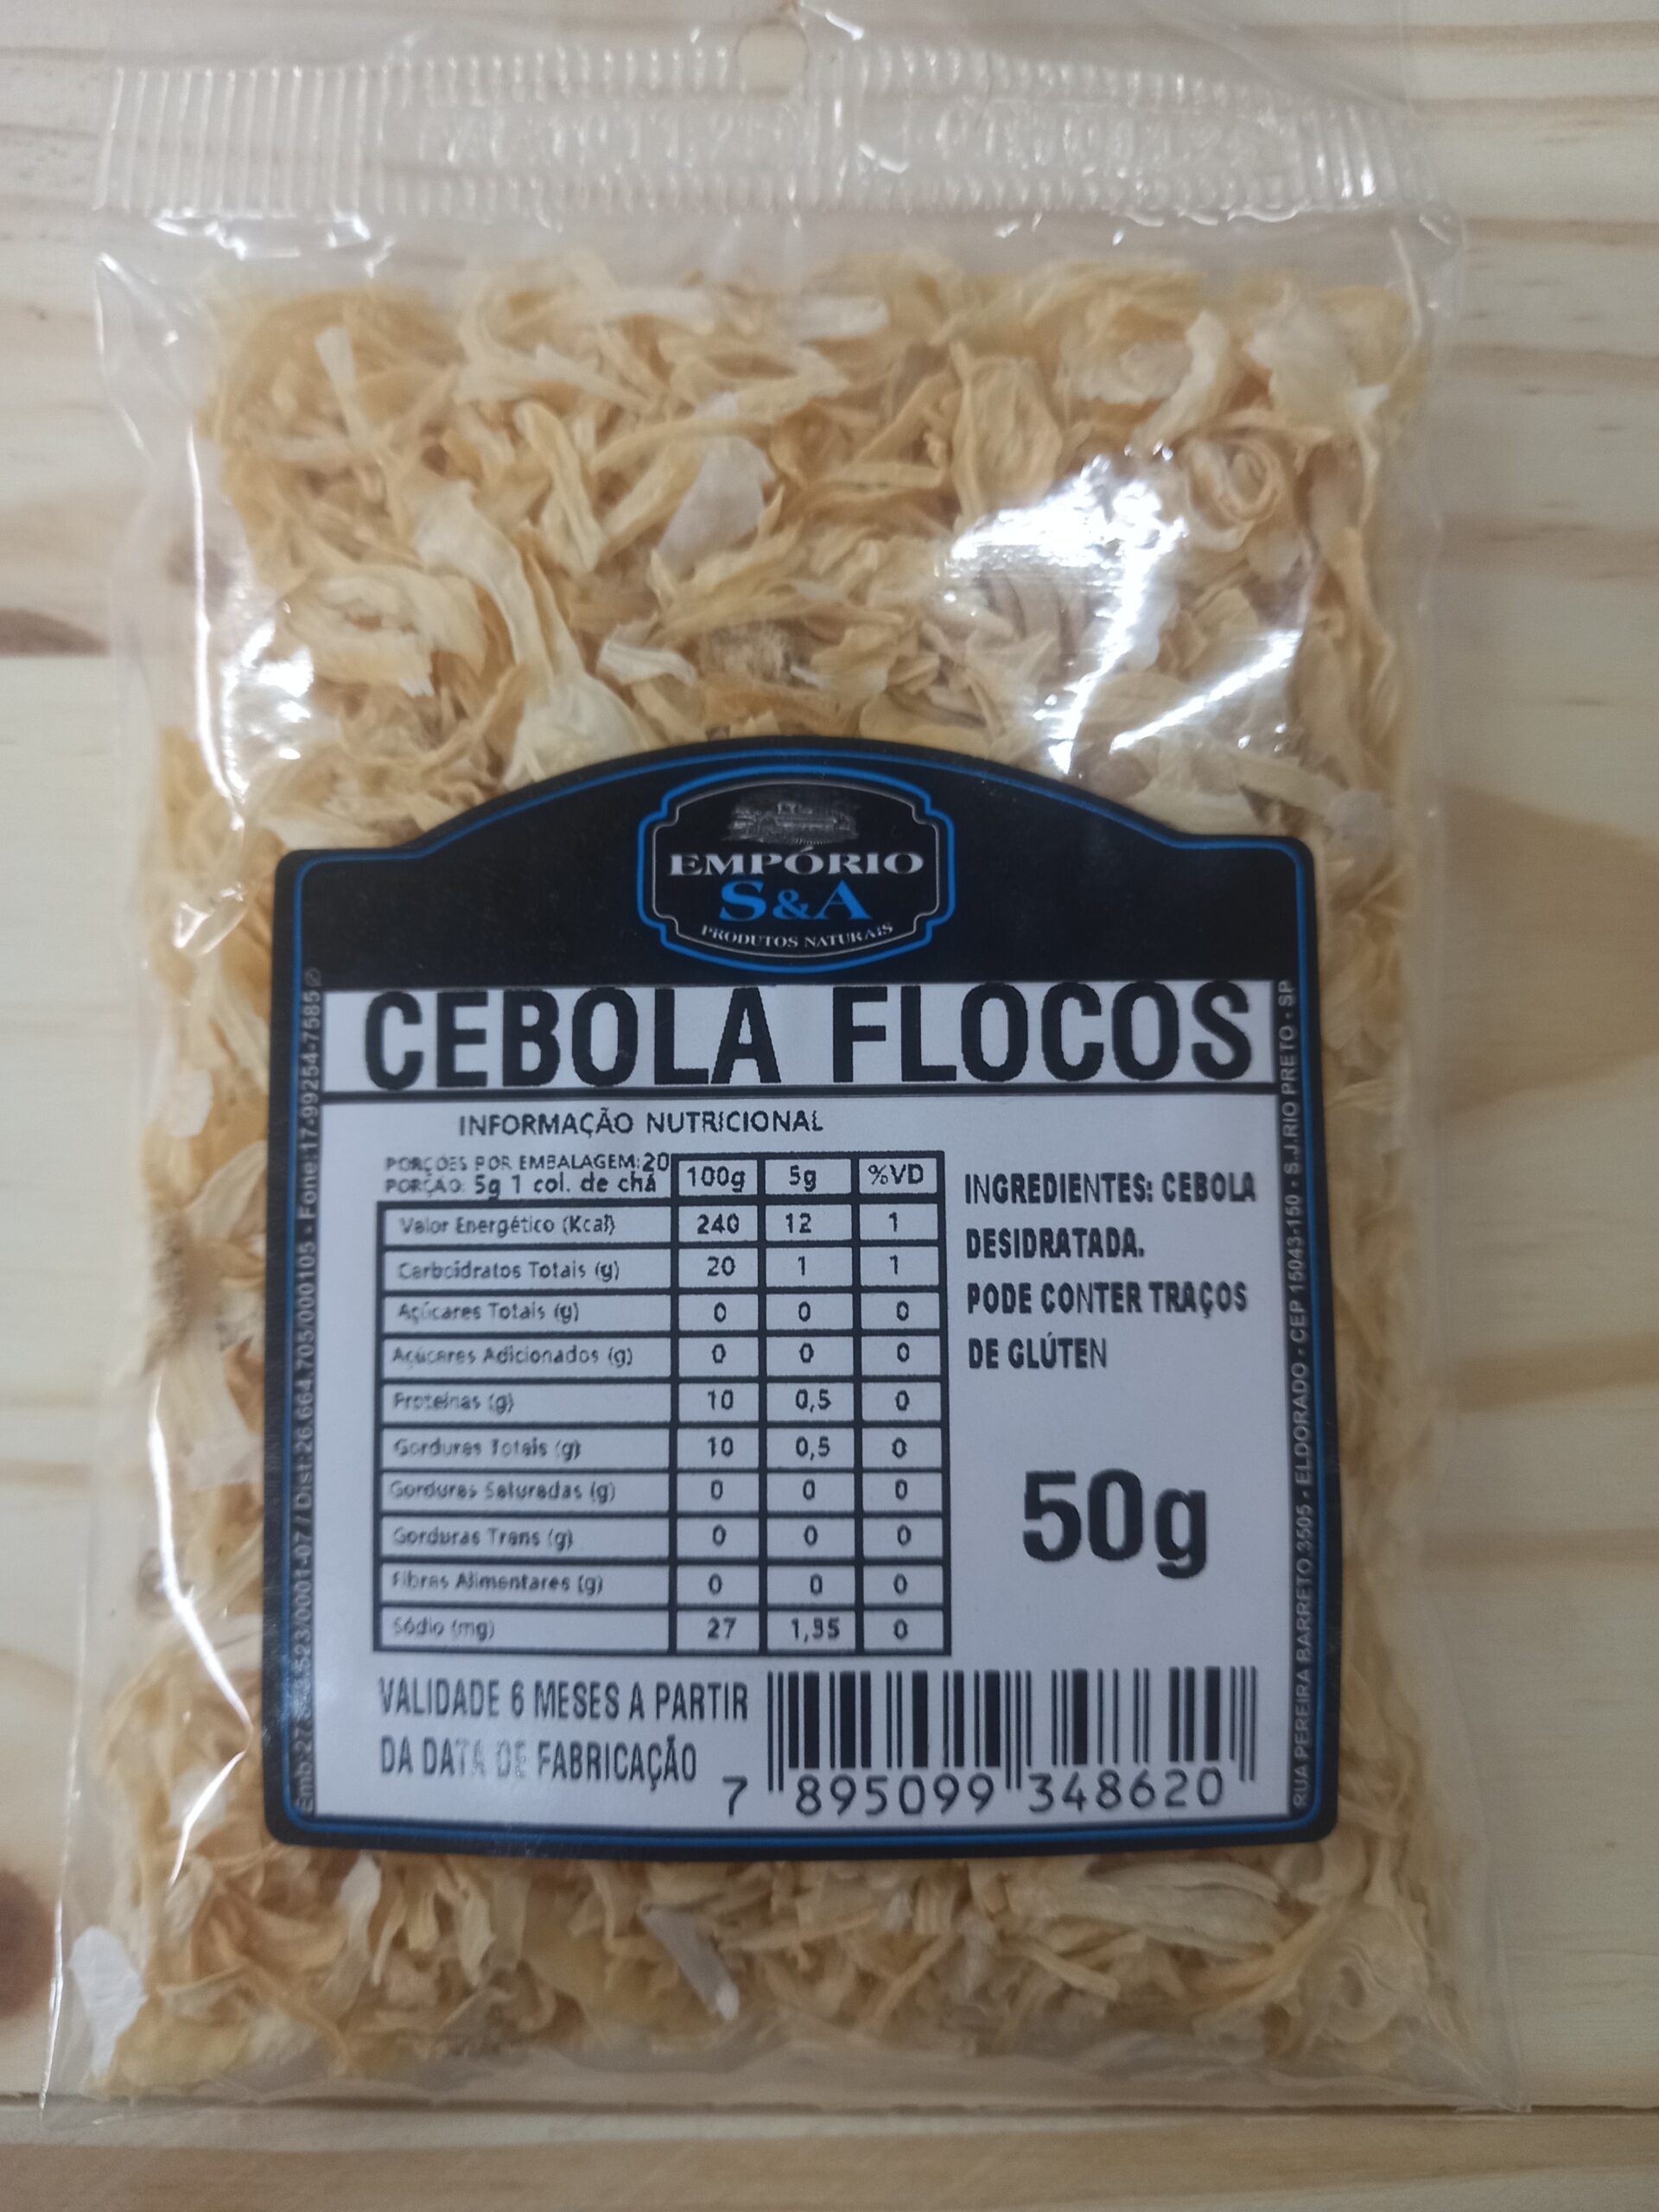 EMPÓRIO
S&A
PRODUTOS NATURAIS
CEBOLA FLOCOS
INFORMAÇÃO NUTRICIONAL
PORÇOES POR EMBALAGEM:20
PORÇAO: 5g 1 col. de chá 100g 5g %VD
Valor Energético (Kcal) 240 12 1
Carboidratos Totais (g) 20 1 1
Açúcares Totais (g) 0 0 0
Açúcares Adicionados (g) 0 0 0
Proteínas (g) 10 0,5 0
Gorduras Totais (g) 10 0,5 0
Gorduras Saturadas (g) 0 0 0
Gorduras Trans (g) 0 0 0
Fibras Alimentares (g) 0 0 0
Sódio (mg) 27 1,35 0
INGREDIENTES: CEBOLA
DESIDRATADA.
PODE CONTER TRAÇOS
DE GLÚTEN
50g
VALIDADE 6 MESES A PARTIR
DA DATA DE FABRICAÇÃO
7 895099 348620
/ Dist:26.664.705/000105 - Fone:17-99254-7585
RUA PEREIRA BARRETO 3505 - ELDORADO - CEP 15043-150 - S.J.RIO PRETO - SP